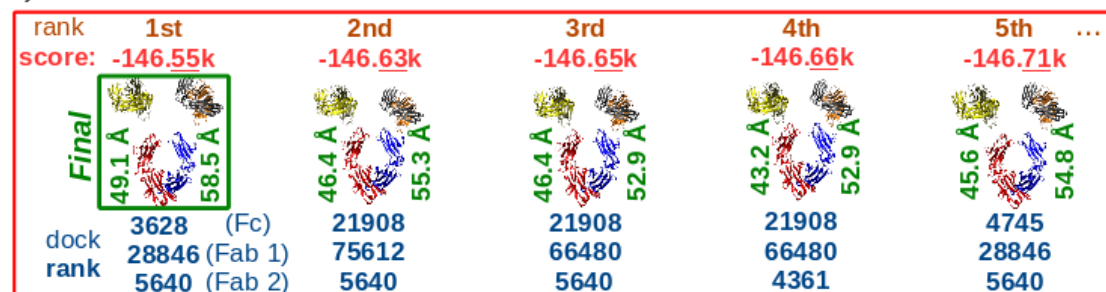 rank 1st 2nd 3rd 4th 5th ...
score: -146.55k -146.63k -146.65k -146.66k -146.71k
Final 49.1 Å 58.5 Å 46.4 Å 55.3 Å 46.4 Å 52.9 Å 43.2 Å 52.9 Å 45.6 Å 54.8 Å
3628 (Fc) 21908 21908 21908 4745
dock
28846 (Fab 1) 75612 66480 66480 28846
rank
5640 (Fab 2) 5640 5640 4361 5640